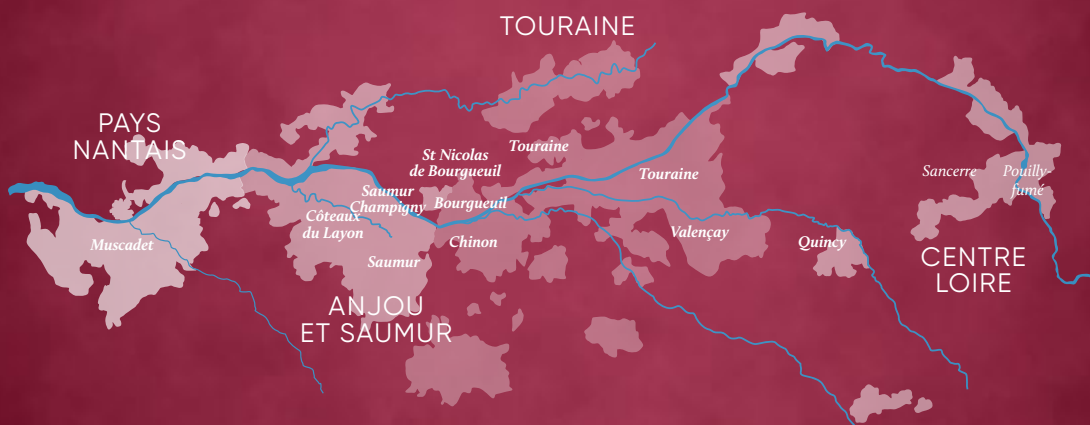 TOURAINE
PAYS
NANTAIS
Touraine
St Nicolas
de Bourgueuil
Touraine
Sancerre
Pouilly-
fumé
Saumur
Champigny
Bourgueuil
Côteaux
du Layon
Muscadet
Chinon
Valençay
Quincy
Saumur
CENTRE
LOIRE
ANJOU
ET SAUMUR